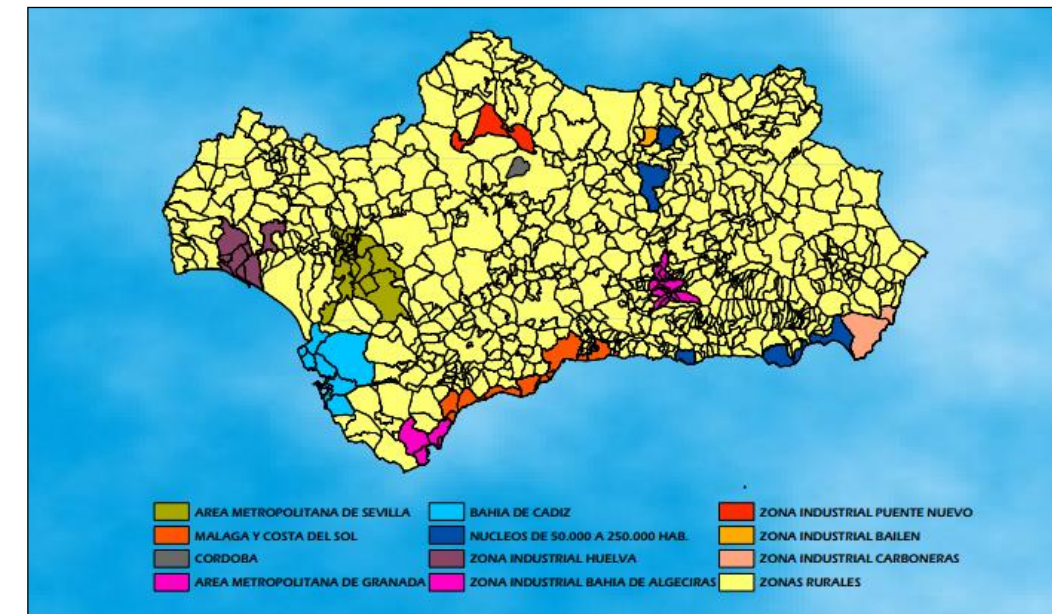 AREA METROPOLITANA DE SEVILLA
MALAGA Y COSTA DEL SOL
CORDOBA
AREA METROPOLITANA DE GRANADA
BAHIA DE CADIZ
NUCLEOS DE 50.000 A 250.000 HAB.
ZONA INDUSTRIAL HUELVA
ZONA INDUSTRIAL BAHIA DE ALGECIRAS
ZONA INDUSTRIAL PUENTE NUEVO
ZONA INDUSTRIAL BAILEN
ZONA INDUSTRIAL CARBONERAS
ZONAS RURALES